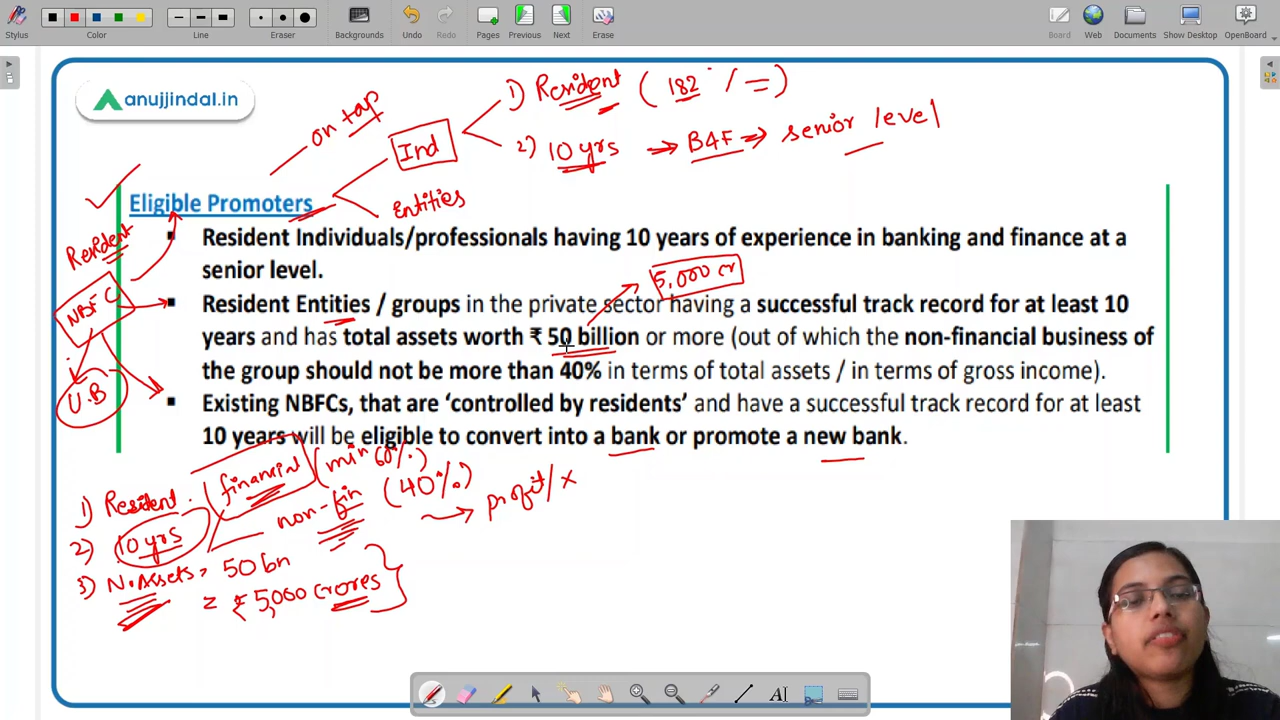 Stylus
Color
Line
Eraser
Backgrounds
Undo
Redo
Pages
Previous
Next
Erase
Board
Web
Documents
Show Desktop
OpenBoard
anujjindal.in
on tap
Ind
Entities
1) Resident ( 182 / = )
2) 10 yrs → B4F → senior level
Eligible Promoters
▪ Resident Individuals/professionals having 10 years of experience in banking and finance at a
senior level.
5,000 cr
▪ Resident Entities / groups in the private sector having a successful track record for at least 10
years and has total assets worth ₹ 50 billion or more (out of which the non-financial business of
the group should not be more than 40% in terms of total assets / in terms of gross income).
▪ Existing NBFCs, that are ‘controlled by residents’ and have a successful track record for at least
10 years will be eligible to convert into a bank or promote a new bank.
Resident
NBFC
U.B
1) Resident.
financial (min 60%)
non-fin (40%)
profit/x
2) 10 yrs
3) N.Assets = 50 bn
= ₹ 5,000 crores